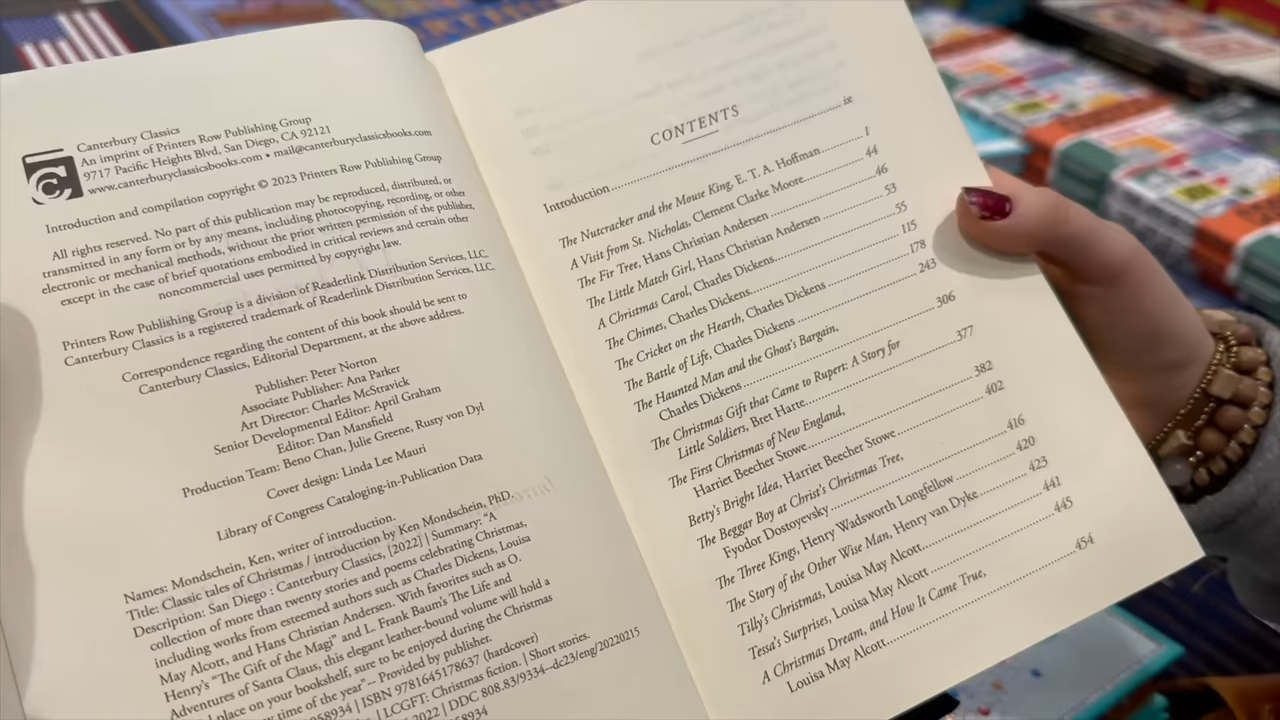 Canterbury Classics
An imprint of Printers Row Publishing Group
9717 Pacific Heights Blvd, San Diego, CA 92121
www.canterburyclassicsbooks.com • mail@canterburyclassicsbooks.com
Introduction and compilation copyright © 2023 Printers Row Publishing Group
All rights reserved. No part of this publication may be reproduced, distributed, or
transmitted in any form or by any means, including photocopying, recording, or other
electronic or mechanical methods, without the prior written permission of the publisher,
except in the case of brief quotations embodied in critical reviews and certain other
noncommercial uses permitted by copyright law.
Printers Row Publishing Group is a division of Readerlink Distribution Services, LLC.
Canterbury Classics is a registered trademark of Readerlink Distribution Services, LLC.
Correspondence regarding the content of this book should be sent to
Canterbury Classics, Editorial Department, at the above address.
Publisher: Peter Norton
Associate Publisher: Ana Parker
Art Director: Charles McStravick
Senior Developmental Editor: April Graham
Editor: Dan Mansfield
Production Team: Beno Chan, Julie Greene, Rusty von Dyl
Cover design: Linda Lee Mauri
Library of Congress Cataloging-in-Publication Data
Names: Mondschein, Ken, writer of introduction.
Title: Classic tales of Christmas / introduction by Ken Mondschein, PhD.
Description: San Diego : Canterbury Classics, [2022] | Summary: "A
collection of more than twenty stories and poems celebrating Christmas,
including works from esteemed authors such as Charles Dickens, Louisa
May Alcott, and Hans Christian Andersen. With favorites such as O.
Henry's "The Gift of the Magi" and L. Frank Baum's The Life and
Adventures of Santa Claus, this elegant leather-bound volume will hold a
place on your bookshelf, sure to be enjoyed during the Christmas
time of the year"-- Provided by publisher.
58934 | ISBN 9781645178637 (hardcover)
| LCGFT: Christmas fiction. | Short stories.
2022 | DDC 808.83/9334--dc23/eng/20220215
58934
CONTENTS
Introduction ix
The Nutcracker and the Mouse King, E. T. A. Hoffman 1
A Visit from St. Nicholas, Clement Clarke Moore 44
The Fir Tree, Hans Christian Andersen 46
The Little Match Girl, Hans Christian Andersen 53
A Christmas Carol, Charles Dickens 55
The Chimes, Charles Dickens 115
The Cricket on the Hearth, Charles Dickens 178
The Battle of Life, Charles Dickens 243
The Haunted Man and the Ghost's Bargain,
Charles Dickens 306
The Christmas Gift that Came to Rupert: A Story for
Little Soldiers, Bret Harte 377
The First Christmas of New England,
Harriet Beecher Stowe 382
Betty's Bright Idea, Harriet Beecher Stowe 402
The Beggar Boy at Christ's Christmas Tree,
Fyodor Dostoyevsky 416
The Three Kings, Henry Wadsworth Longfellow 420
The Story of the Other Wise Man, Henry van Dyke 423
Tilly's Christmas, Louisa May Alcott 441
Tessa's Surprises, Louisa May Alcott 445
A Christmas Dream, and How It Came True,
Louisa May Alcott 454